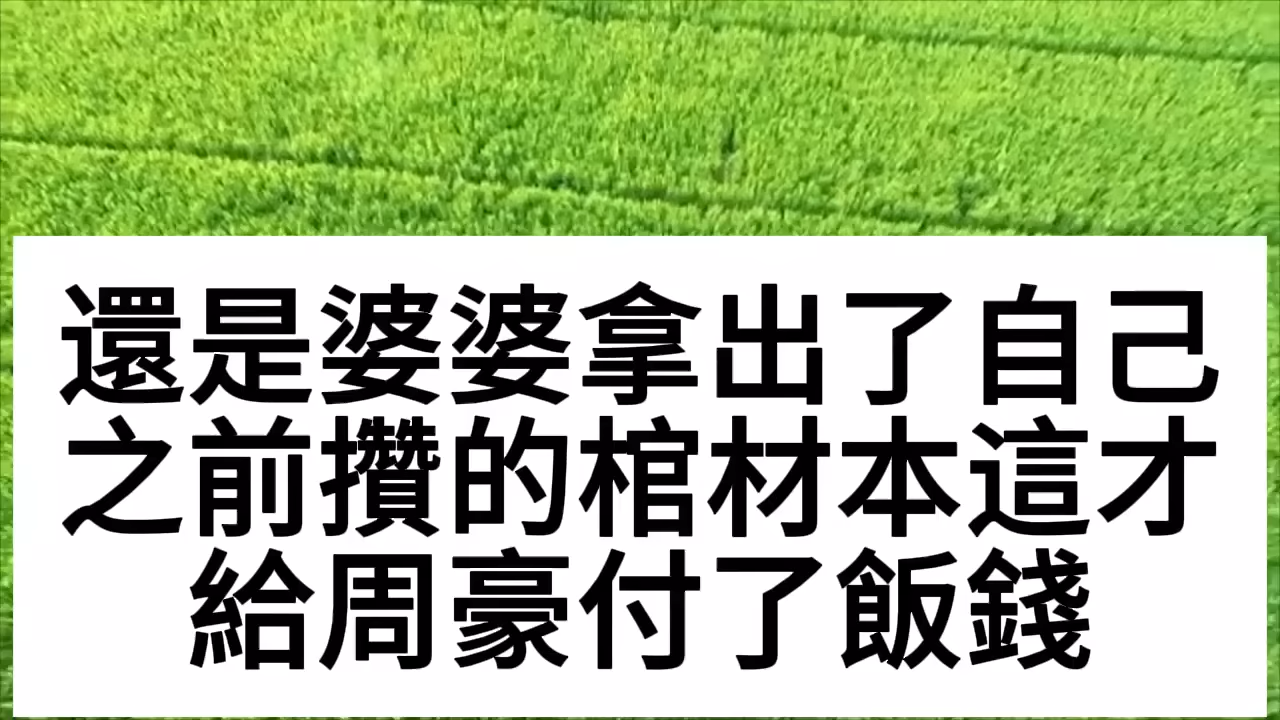 還是婆婆拿出了自己
之前攢的棺材本這才
給周豪付了飯錢